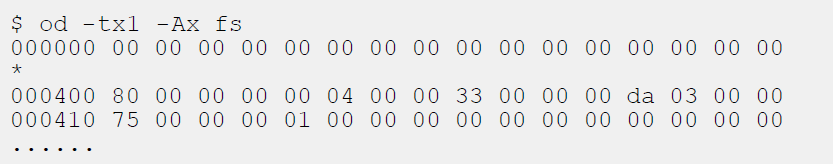 $ od -tx1 -Ax fs
000000 00 00 00 00 00 00 00 00 00 00 00 00 00 00 00 00
*
000400 80 00 00 00 00 04 00 00 33 00 00 00 da 03 00 00
000410 75 00 00 00 01 00 00 00 00 00 00 00 00 00 00 00
......